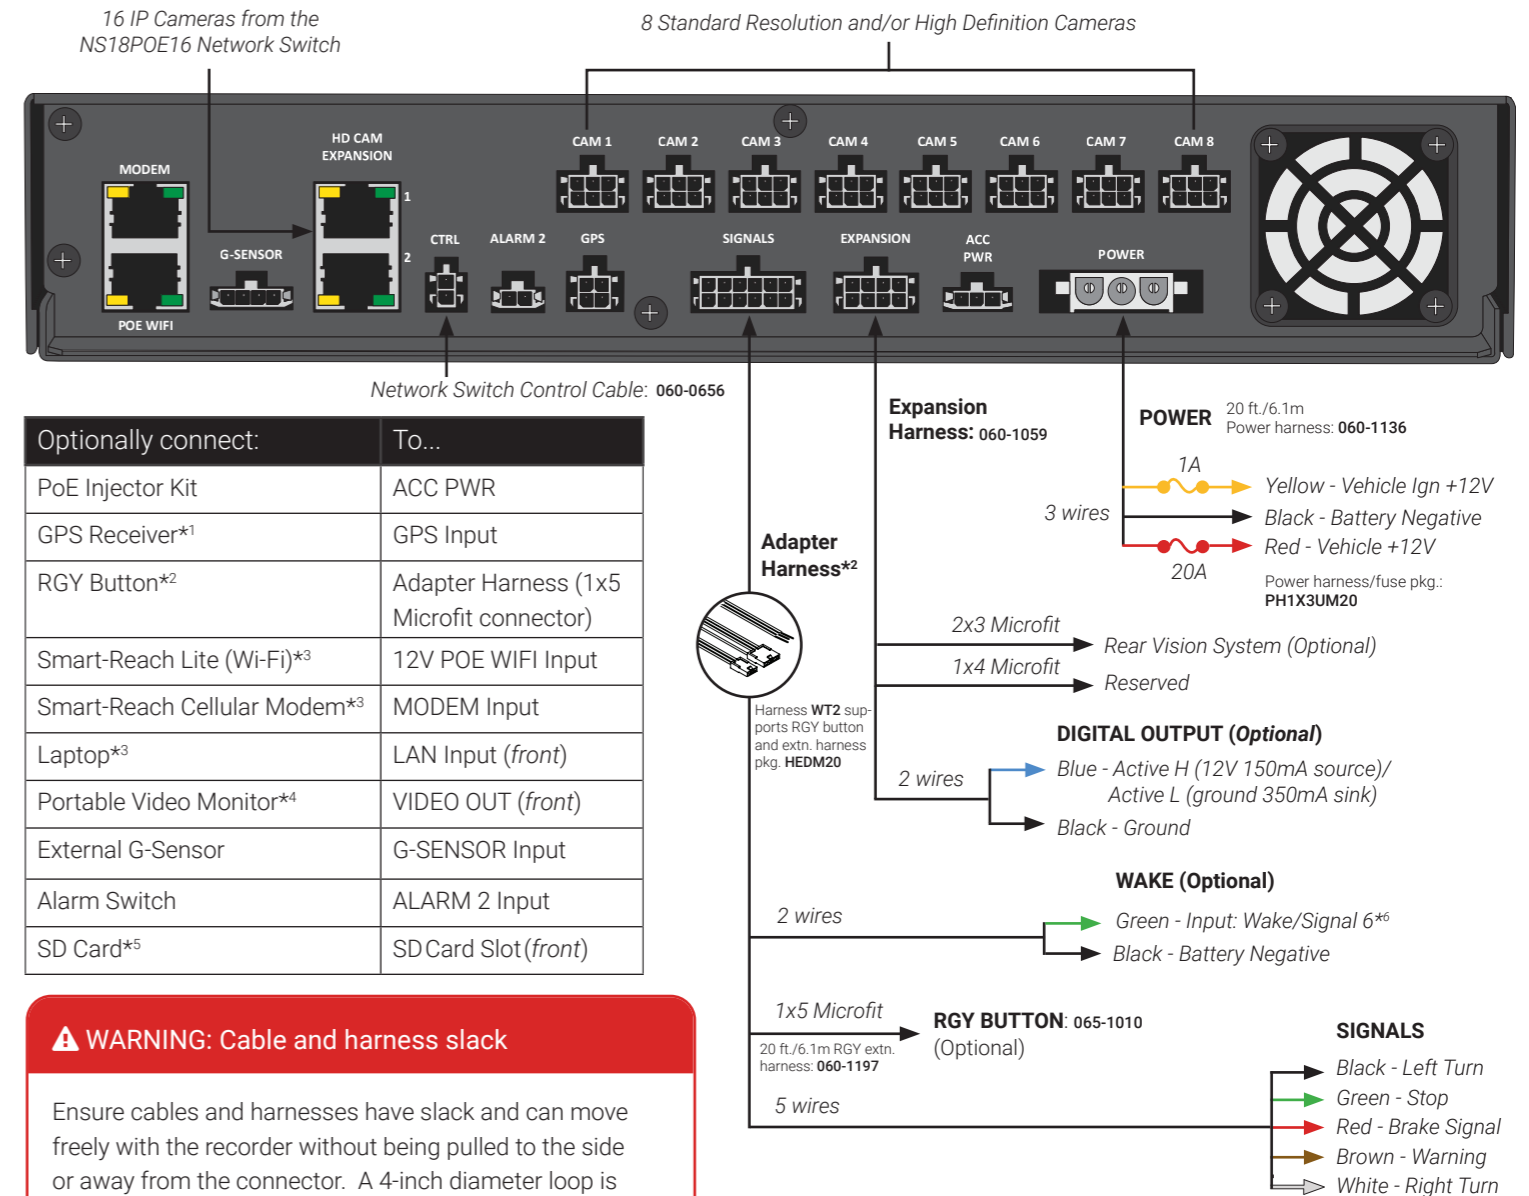 16 IP Cameras from the
NS18POE16 Network Switch
8 Standard Resolution and/or High Definition Cameras
MODEM
HD CAM
EXPANSION
1
2
CAM 1
CAM 2
CAM 3
CAM 4
CAM 5
CAM 6
CAM 7
CAM 8
G-SENSOR
CTRL
ALARM 2
GPS
SIGNALS
EXPANSION
ACC
PWR
POWER
POE WIFI
Network Switch Control Cable: 060-0656
Optionally connect: To...
PoE Injector Kit ACC PWR
GPS Receiver*1 GPS Input
RGY Button*2 Adapter Harness (1x5
Microfit connector)
Smart-Reach Lite (Wi-Fi)*3 12V POE WIFI Input
Smart-Reach Cellular Modem*3 MODEM Input
Laptop*3 LAN Input (front)
Portable Video Monitor*4 VIDEO OUT (front)
External G-Sensor G-SENSOR Input
Alarm Switch ALARM 2 Input
SD Card*5 SD Card Slot (front)
WARNING: Cable and harness slack
Ensure cables and harnesses have slack and can move
freely with the recorder without being pulled to the side
or away from the connector. A 4-inch diameter loop is
Expansion
Harness: 060-1059
POWER 20 ft./6.1m
Power harness: 060-1136
1A
3 wires
20A
Yellow - Vehicle Ign +12V
Black - Battery Negative
Red - Vehicle +12V
Power harness/fuse pkg.:
PH1X3UM20
Adapter
Harness*2
Harness WT2 sup-
ports RGY button
and extn. harness
pkg. HEDM20
2x3 Microfit
Rear Vision System (Optional)
1x4 Microfit
Reserved
DIGITAL OUTPUT (Optional)
2 wires
Blue - Active H (12V 150mA source)/
Active L (ground 350mA sink)
Black - Ground
WAKE (Optional)
2 wires
Green - Input: Wake/Signal 6*6
Black - Battery Negative
1x5 Microfit
20 ft./6.1m RGY extn.
harness: 060-1197
RGY BUTTON: 065-1010
(Optional)
5 wires
SIGNALS
Black - Left Turn
Green - Stop
Red - Brake Signal
Brown - Warning
White - Right Turn